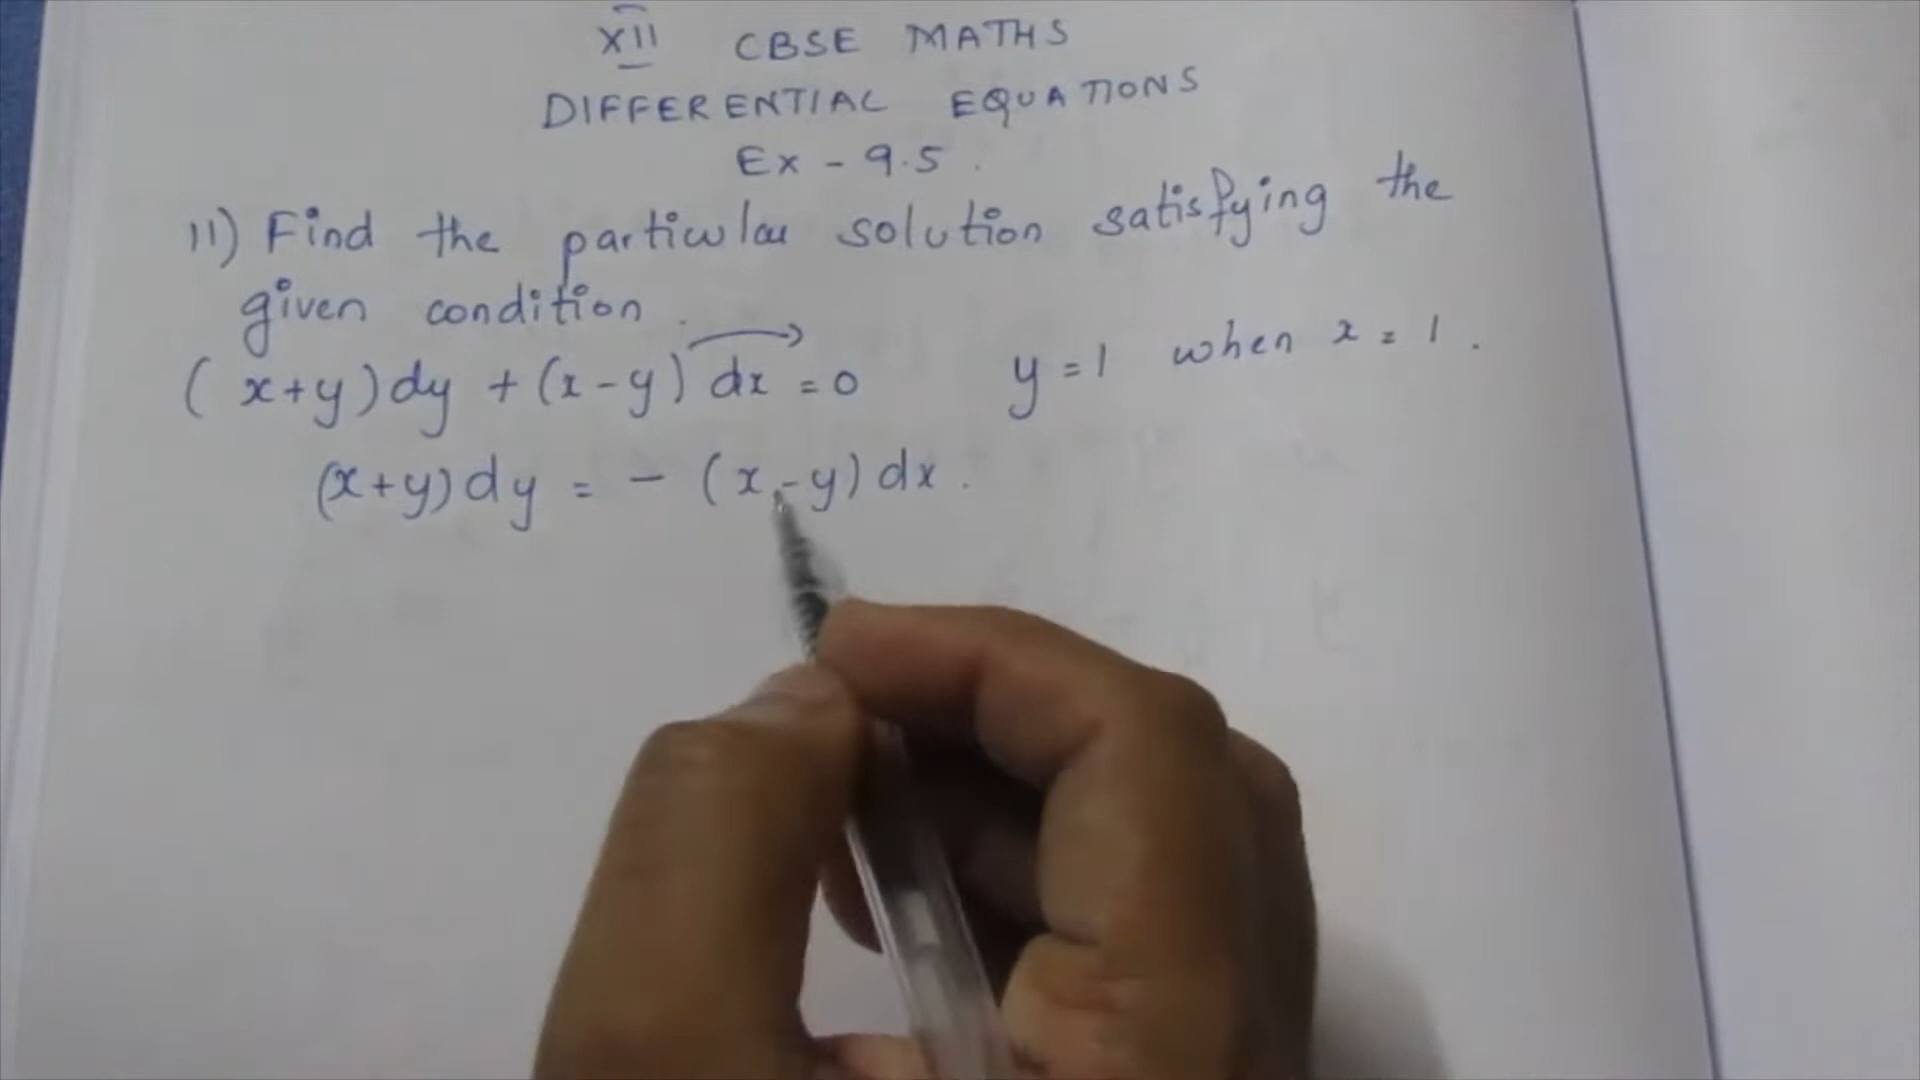 XII CBSE MATHS
DIFFERENTIAL EQUATIONS
Ex - 9.5.
11) Find the particular solution satisfying the
given condition.
(x+y)dy + (x-y) dx = 0 y = 1 when x = 1.
(x+y)dy = - (x-y)dx.